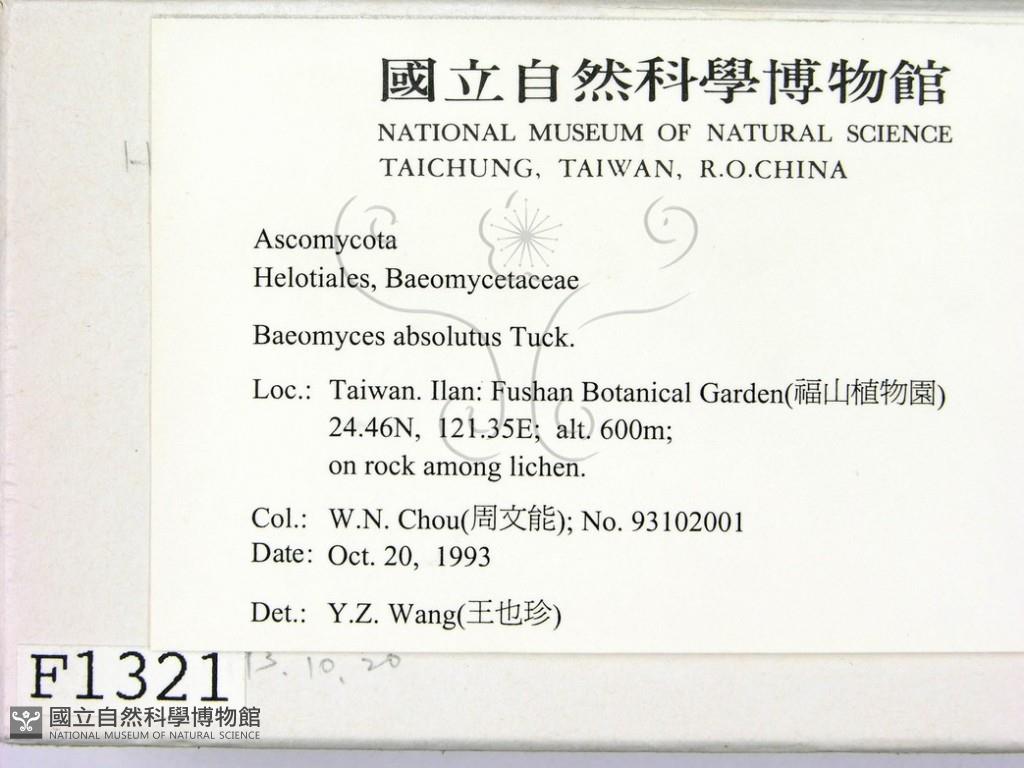 國立自然科學博物館
NATIONAL MUSEUM OF NATURAL SCIENCE
TAICHUNG, TAIWAN, R.O.CHINA
H
Ascomycota
Helotiales, Baeomycetaceae
Baeomyces absolutus Tuck.
Loc.: Taiwan. Ilan: Fushan Botanical Garden(福山植物園)
24.46N, 121.35E; alt. 600m;
on rock among lichen.
Col.: W.N. Chou(周文能); No. 93102001
Date: Oct. 20, 1993
Det.: Y.Z. Wang(王也珍)
F1321
13.10.20
國立自然科學博物館
NATIONAL MUSEUM OF NATURAL SCIENCE